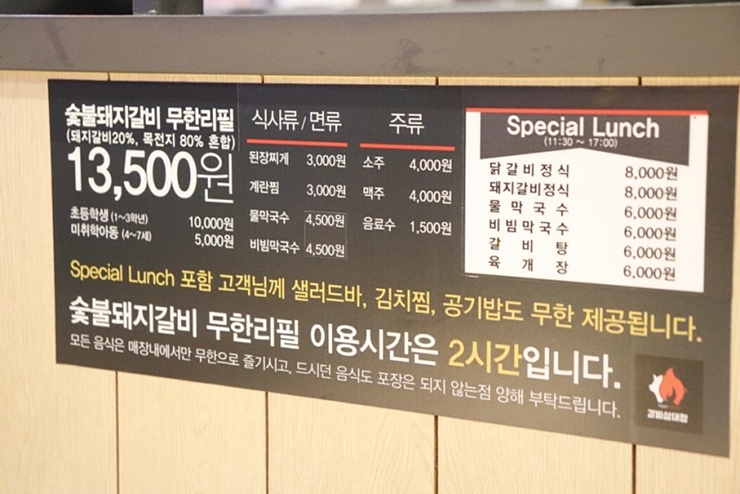 숯불돼지갈비 무한리필
(돼지갈비20%, 목전지 80% 혼합)
13,500원
초등학생 (1~3학년) 10,000원
미취학아동 (4~7세) 5,000원
식사류 / 면류
된장찌게 3,000원
계란찜 3,000원
물막국수 4,500원
비빔막국수 4,500원
주류
소주 4,000원
맥주 4,000원
음료수 1,500원
Special Lunch
(11:30 ~ 17:00)
닭갈비정식 8,000원
돼지갈비정식 8,000원
물막국수 6,000원
비빔막국수 6,000원
갈비탕 6,000원
육개장 6,000원
Special Lunch 포함 고객님께 샐러드바, 김치찜, 공기밥도 무한 제공됩니다.
숯불돼지갈비 무한리필 이용시간은 2시간입니다.
모든 음식은 매장내에서만 무한으로 즐기시고, 드시던 음식도 포장은 되지 않는점 양해 부탁드립니다.
갈비삼대장